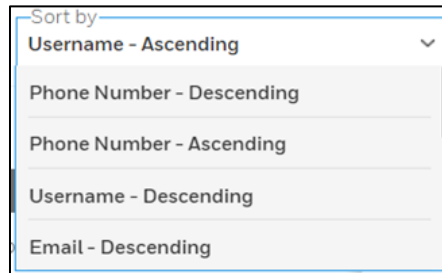 Sort by
Username - Ascending
Phone Number - Descending
Phone Number - Ascending
Username - Descending
Email - Descending